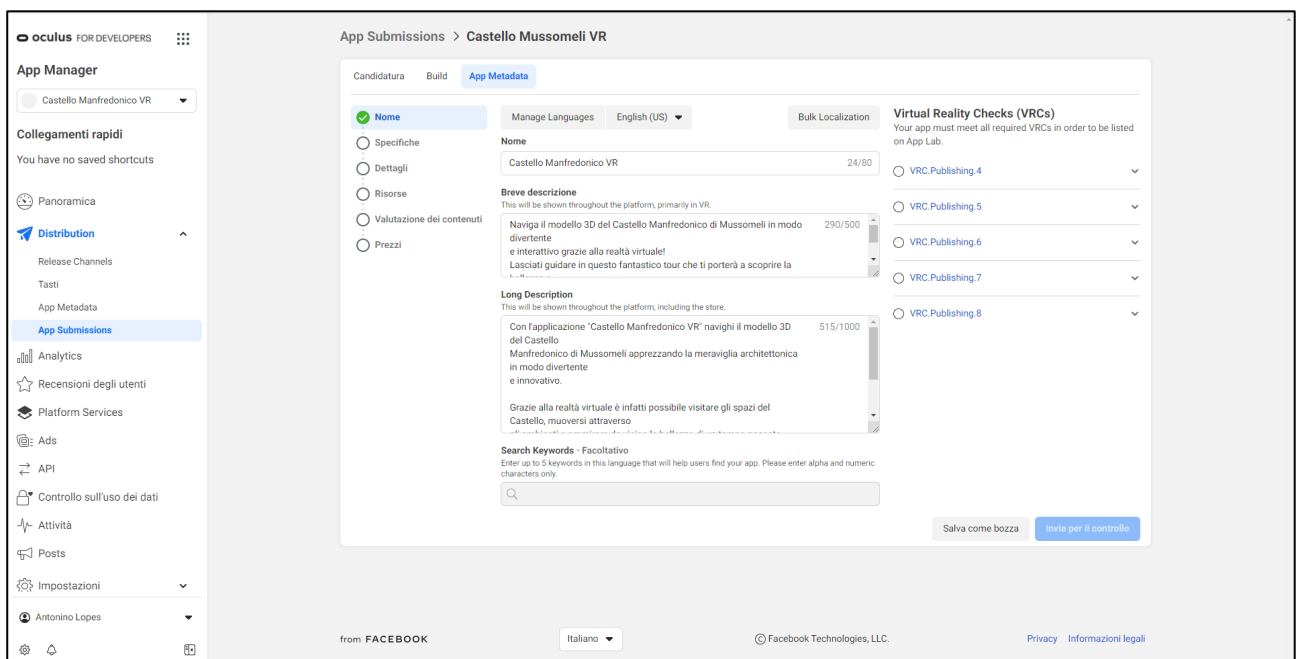 oculus FOR DEVELOPERS
App Manager
Castello Manfredonico VR
Collegamenti rapidi
You have no saved shortcuts
Panoramica
Distribution
Release Channels
Tasti
App Metadata
App Submissions
Analytics
Recensioni degli utenti
Platform Services
Ads
API
Controllo sull'uso dei dati
Attività
Posts
Impostazioni
Antonino Lopes
App Submissions > Castello Mussomeli VR
Candidatura Build App Metadata
Nome
Specifiche
Dettagli
Risorse
Valutazione dei contenuti
Prezzi
Manage Languages English (US) Bulk Localization
Nome
Castello Manfredonico VR 24/80
Breve descrizione
This will be shown throughout the platform, primarily in VR.
Naviga il modello 3D del Castello Manfredonico di Mussomeli in modo 290/500
divertente
e interattivo grazie alla realtà virtuale!
Lasciati guidare in questo fantastico tour che ti porterà a scoprire la
Long Description
This will be shown throughout the platform, including the store.
Con l'applicazione "Castello Manfredonico VR" navighi il modello 3D 515/1000
del Castello
Manfredonico di Mussomeli apprezzando la meraviglia architettonica
in modo divertente
e innovativo.
Grazie alla realtà virtuale è infatti possibile visitare gli spazi del
Castello, muoversi attraverso
Search Keywords · Facoltativo
Enter up to 5 keywords in this language that will help users find your app. Please enter alpha and numeric
characters only.
Virtual Reality Checks (VRCs)
Your app must meet all required VRCs in order to be listed
on App Lab.
VRC.Publishing.4
VRC.Publishing.5
VRC.Publishing.6
VRC.Publishing.7
VRC.Publishing.8
Salva come bozza Invia per il controllo
from FACEBOOK Italiano © Facebook Technologies, LLC. Privacy Informazioni legali